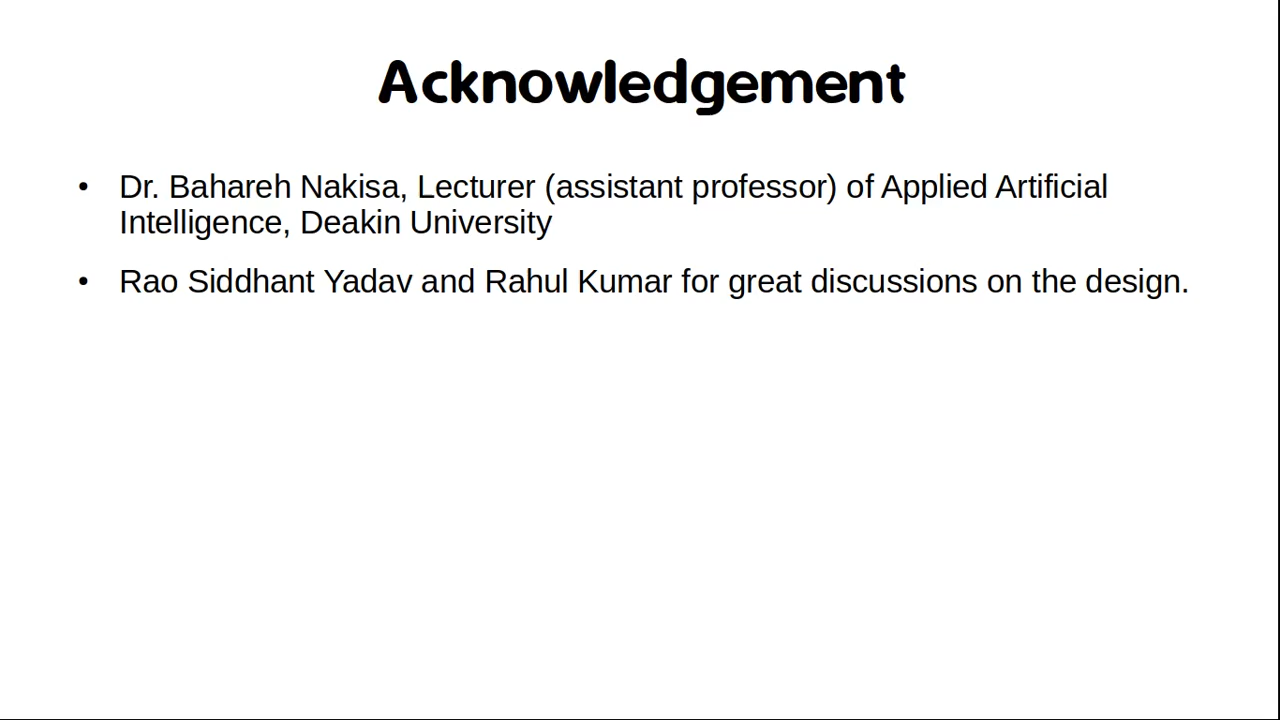 Acknowledgement
• Dr. Bahareh Nakisa, Lecturer (assistant professor) of Applied Artificial
Intelligence, Deakin University
• Rao Siddhant Yadav and Rahul Kumar for great discussions on the design.